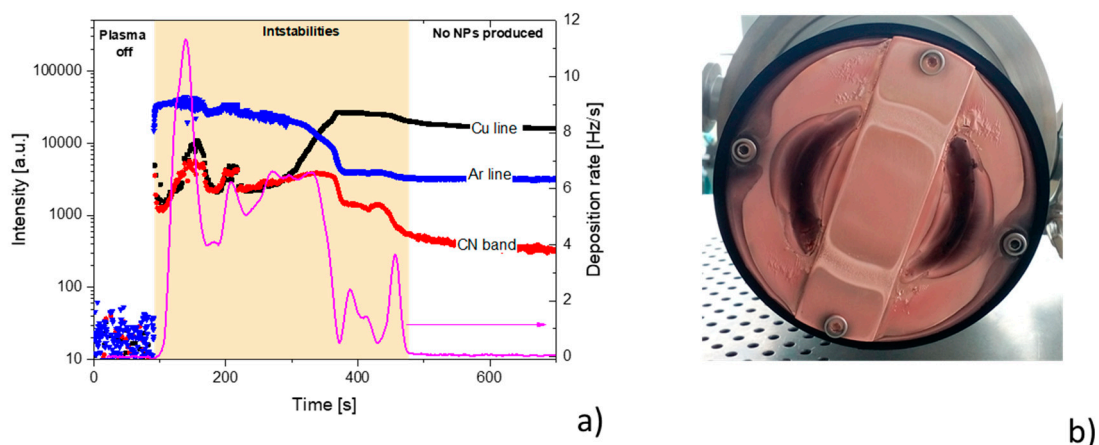 Plasma
off
Intstabilities
No NPs produced
Cu line
Ar line
CN band
100000
10000
1000
100
10
Intensity [a.u.]
0
200
400
600
Time [s]
12
10
8
6
4
2
0
Deposition rate [Hz/s]
a)
b)